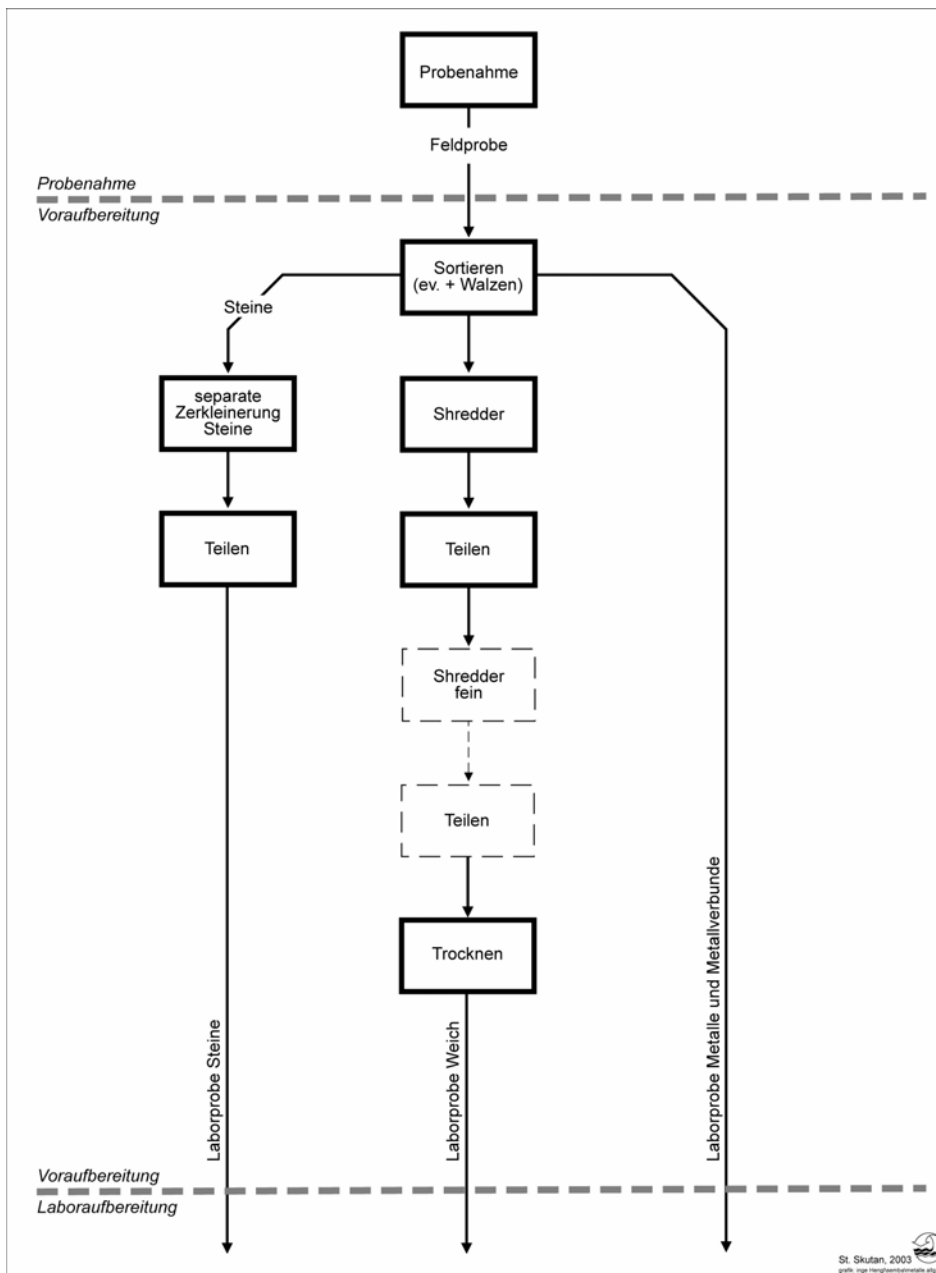 Probenahme
Feldprobe
Probenahme
Voraufbereitung
Sortieren
(ev. + Walzen)
Steine
separate
Zerkleinerung
Steine
Shredder
Teilen
Teilen
Shredder
fein
Teilen
Trocknen
Laborprobe Steine
Laborprobe Weich
Laborprobe Metalle und Metallverbunde
Voraufbereitung
Laboraufbereitung
St. Skutan, 2003